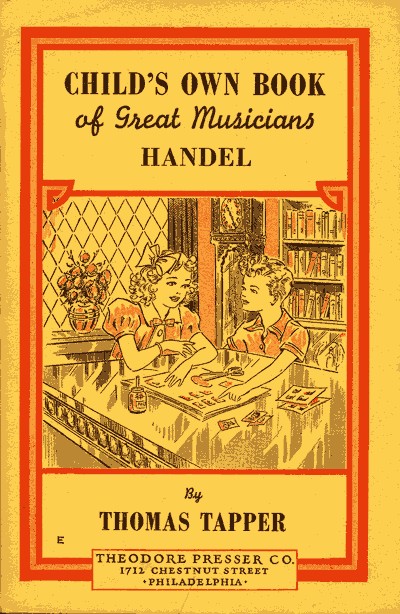 CHILD'S OWN BOOK
of Great Musicians
HANDEL
By
THOMAS TAPPER
E
THEODORE PRESSER CO.
1712 CHESTNUT STREET
·PHILADELPHIA·